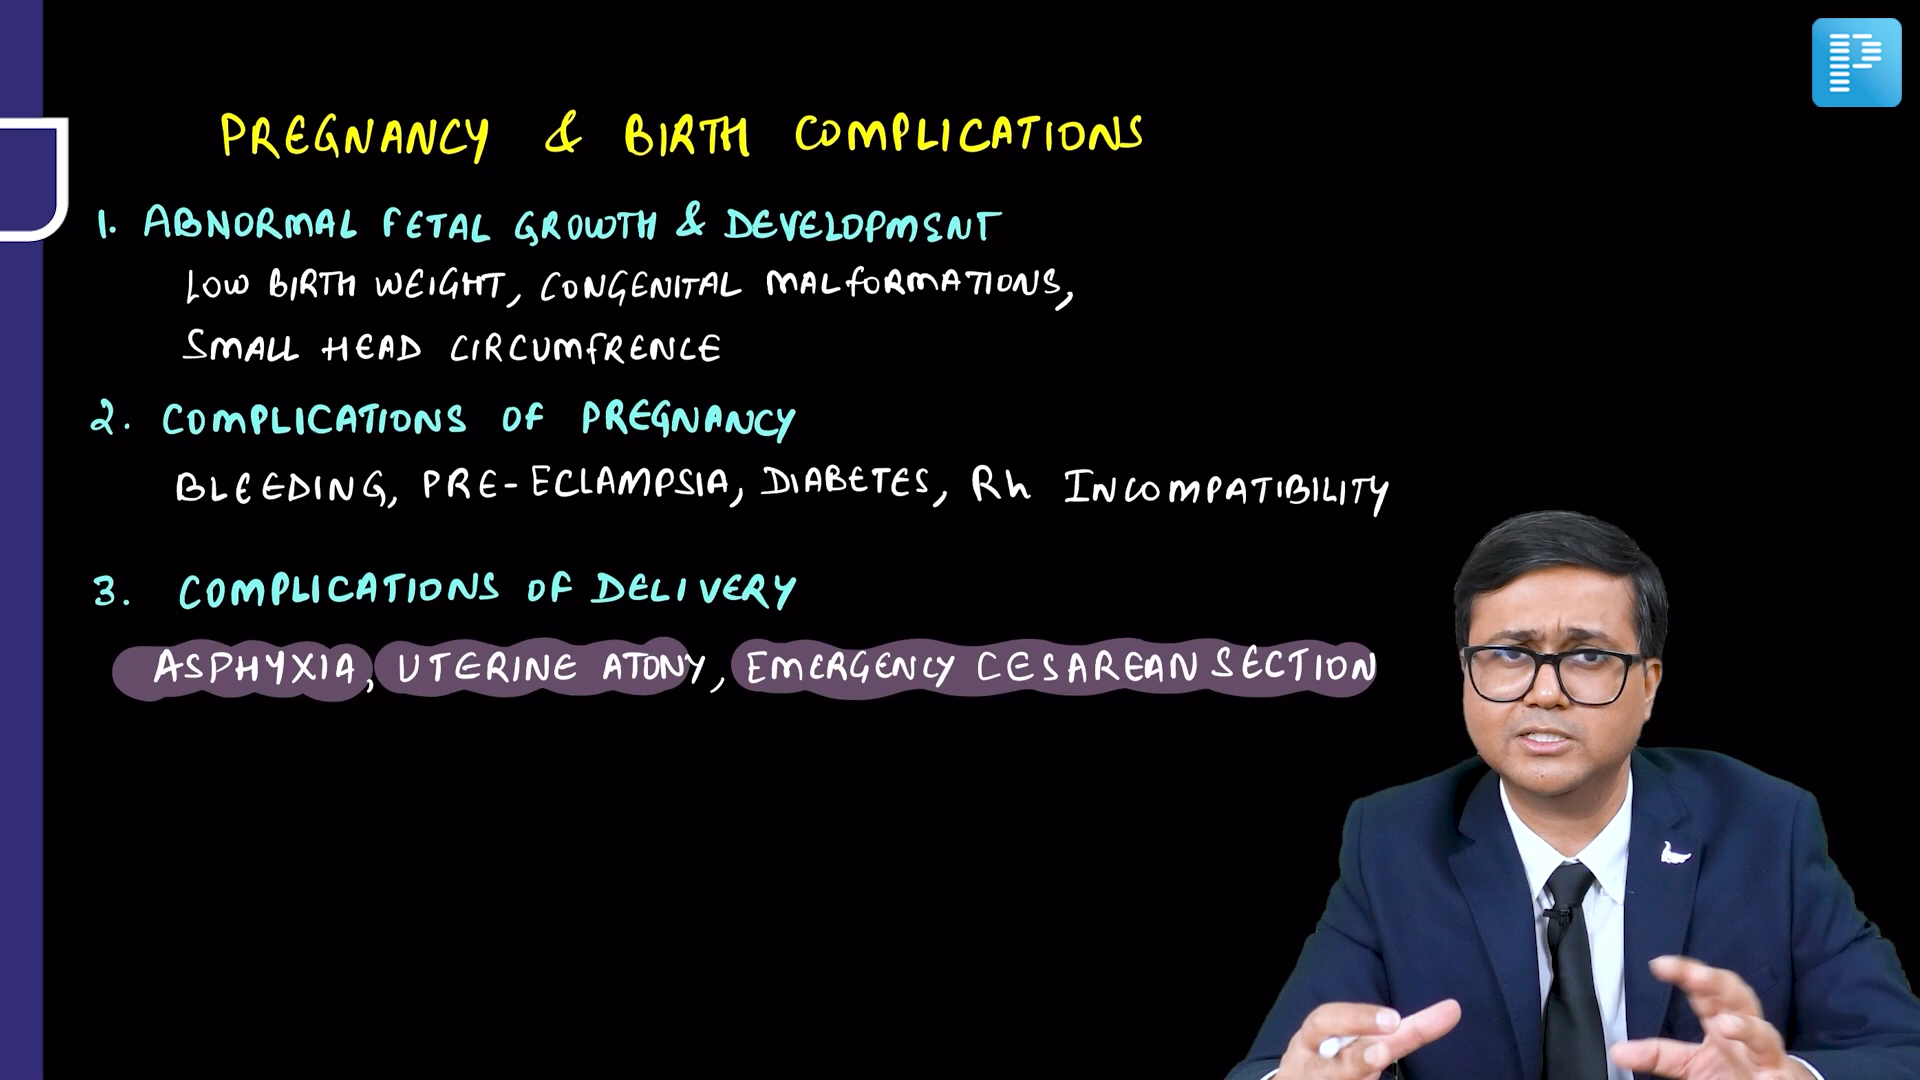 PREGNANCY & BIRTH COMPLICATIONS
1. ABNORMAL FETAL GROWTH & DEVELOPMENT
LOW BIRTH WEIGHT, CONGENITAL MALFORMATIONS,
SMALL HEAD CIRCUMFRENCE
2. COMPLICATIONS OF PREGNANCY
BLEEDING, PRE-ECLAMPSIA, DIABETES, Rh INCOMPATIBILITY
3. COMPLICATIONS OF DELIVERY
ASPHYXIA, UTERINE ATONY, EMERGENCY CESAREAN SECTION